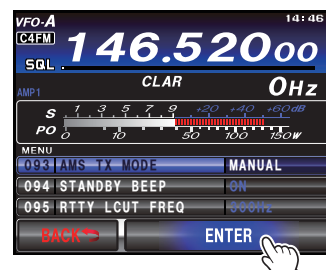 VFO-A 14:46
C4FM 146.52000
SQL
AMP1 CLAR 0Hz
S 1 3 5 7 9 +20 +40 +60dB
PO 0 10 50 100 150W
MENU
093 AMS TX MODE MANUAL
094 STANDBY BEEP ON
095 RTTY LCUT FREQ
BACK ENTER